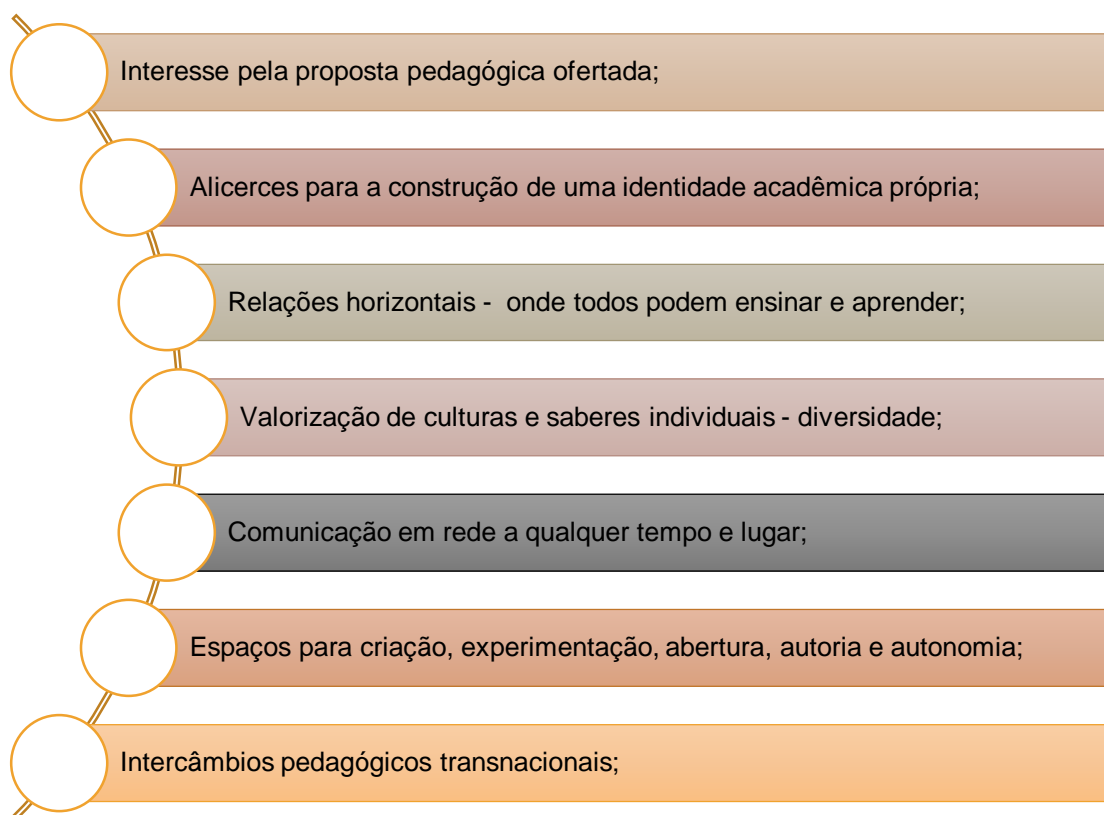 Interesse pela proposta pedagógica ofertada;
Alicerces para a construção de uma identidade acadêmica própria;
Relações horizontais -  onde todos podem ensinar e aprender;
Valorização de culturas e saberes individuais - diversidade;
Comunicação em rede a qualquer tempo e lugar;
Espaços para criação, experimentação, abertura, autoria e autonomia;
Intercâmbios pedagógicos transnacionais;